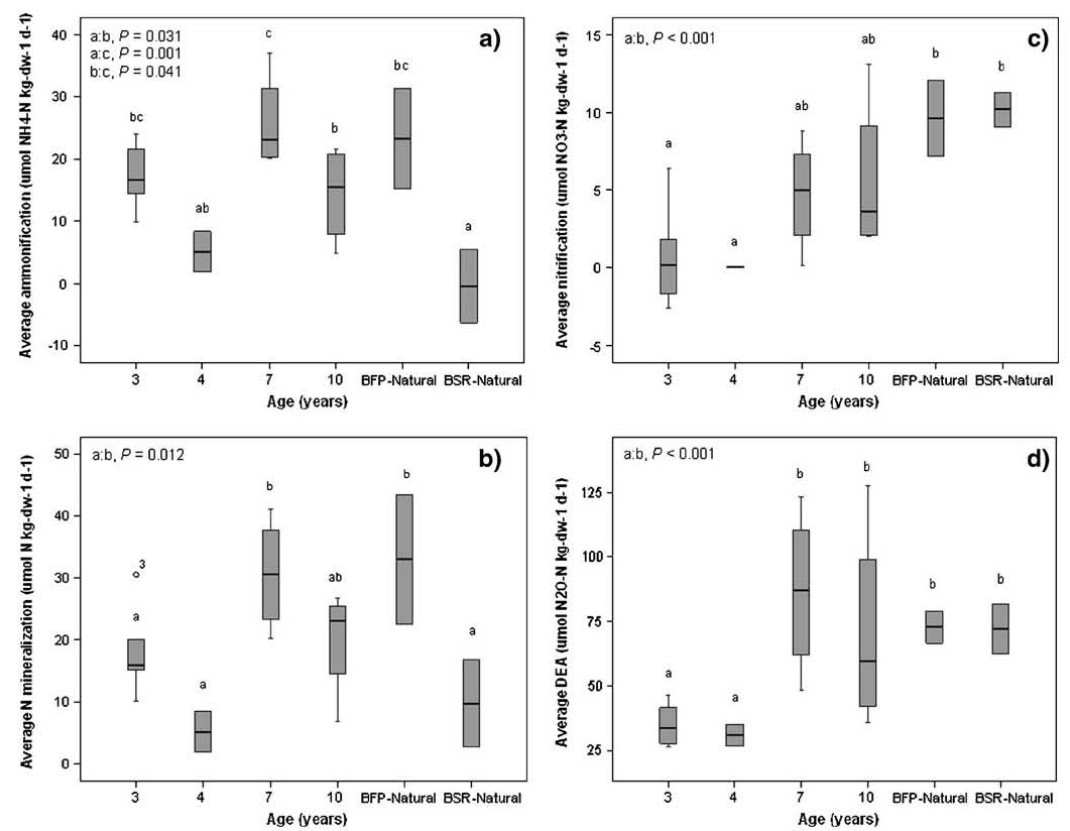 a)
a:b, P = 0.031
a:c, P = 0.001
b:c, P = 0.041
Average ammonification (umol NH4-N kg-dw-1 d-1)
40
30
20
10
0
-10
bc
ab
c
b
bc
a
3 4 7 10 BFP-Natural BSR-Natural
Age (years)
c)
a:b, P < 0.001
Average nitrification (umol NO3-N kg-dw-1 d-1)
15
10
5
0
-5
a
a
ab
ab
b
b
3 4 7 10 BFP-Natural BSR-Natural
Age (years)
b)
a:b, P = 0.012
Average N mineralization (umol N kg-dw-1 d-1)
50
40
30
20
10
0
3
a
a
b
ab
b
a
3 4 7 10 BFP-Natural BSR-Natural
Age (years)
d)
a:b, P < 0.001
Average DEA (umol N2O-N kg-dw-1 d-1)
125
100
75
50
25
a
a
b
b
b
b
3 4 7 10 BFP-Natural BSR-Natural
Age (years)